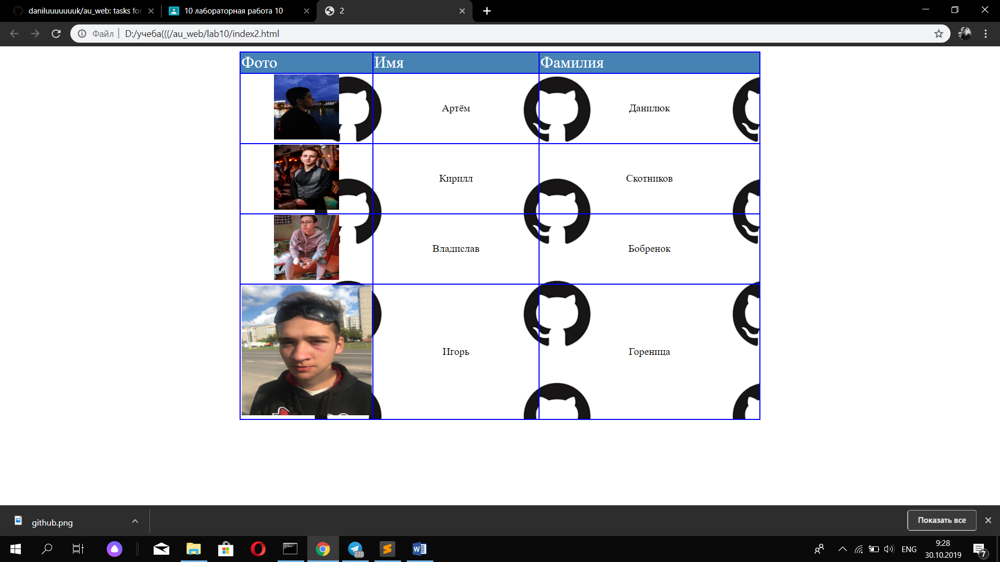 daniluuuuuuuk/au_web: tasks for
10 лабораторная работа 10
2
Файл | D:/учеба(((/au_web/lab10/index2.html
Фото Имя Фамилия
Артём Данилюк
Кирилл Скотников
Владислав Бобренок
Игорь Гореница
github.png
Показать все
220
W
ENG
9:28
30.10.2019
7